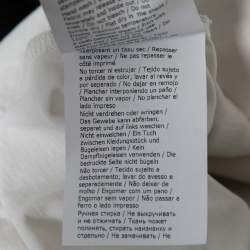 interposant un tissu sec / Repasser
sans vapeur / Ne pas repasser le
côté imprimé
No torcer ni estrujar / Tejido sujeto
a pérdida de color, lavar al revés y
por separado / No dejar en remojo
/ Planchar interponiendo un paño /
Planchar sin vapor / No planchar el
lado impreso
Nicht verdrehen oder wringen /
Das Gewebe kann abfärben,
separat und auf links waschen /
Nicht einweichen / Ein Tuch
zwischen Kleidungsstück und
Bügeleisen legen / Kein
Dampfbügeleisen verwenden / Die
bedruckte Seite nicht bügeln
Não torcer / Tecido sujeito a
desbotamento; lavar do avesso e
separadamente / Não deixar de
molho / Engomar com um pano /
Engomar sem vapor / Não passar a
ferro o lado impresso
Ручная стирка / Не выкручивать
и не отжимать / Ткань может
полинять, стирать наизнанку и
отдельно / Не замачивать / Не